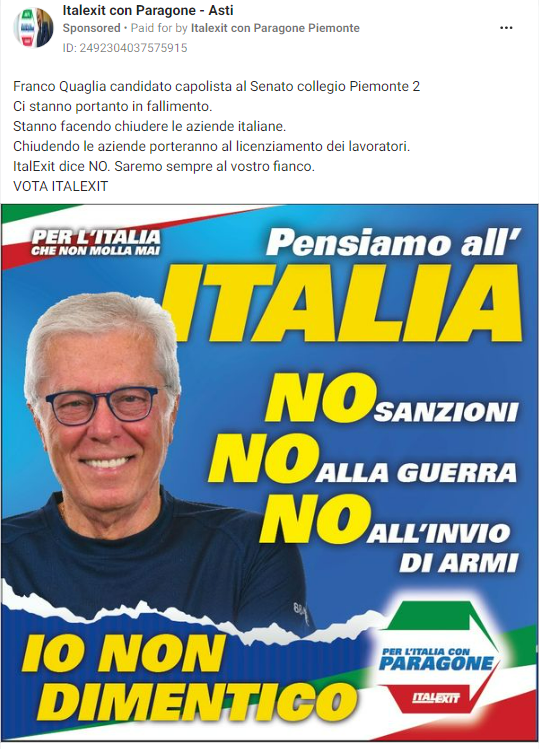 Italexit con Paragone - Asti
Sponsored • Paid for by Italexit con Paragone Piemonte
ID: 2492304037575915
Franco Quaglia candidato capolista al Senato collegio Piemonte 2
Ci stanno portanto in fallimento.
Stanno facendo chiudere le aziende italiane.
Chiudendo le aziende porteranno al licenziamento dei lavoratori.
ItalExit dice NO. Saremo sempre al vostro fianco.
VOTA ITALEXIT
PER L'ITALIA
CHE NON MOLLA MAI
Pensiamo all'
ITALIA
NO SANZIONI
NO ALLA GUERRA
NO ALL'INVIO
DI ARMI
IO NON
DIMENTICO
PER L'ITALIA CON
PARAGONE
ITALEXIT